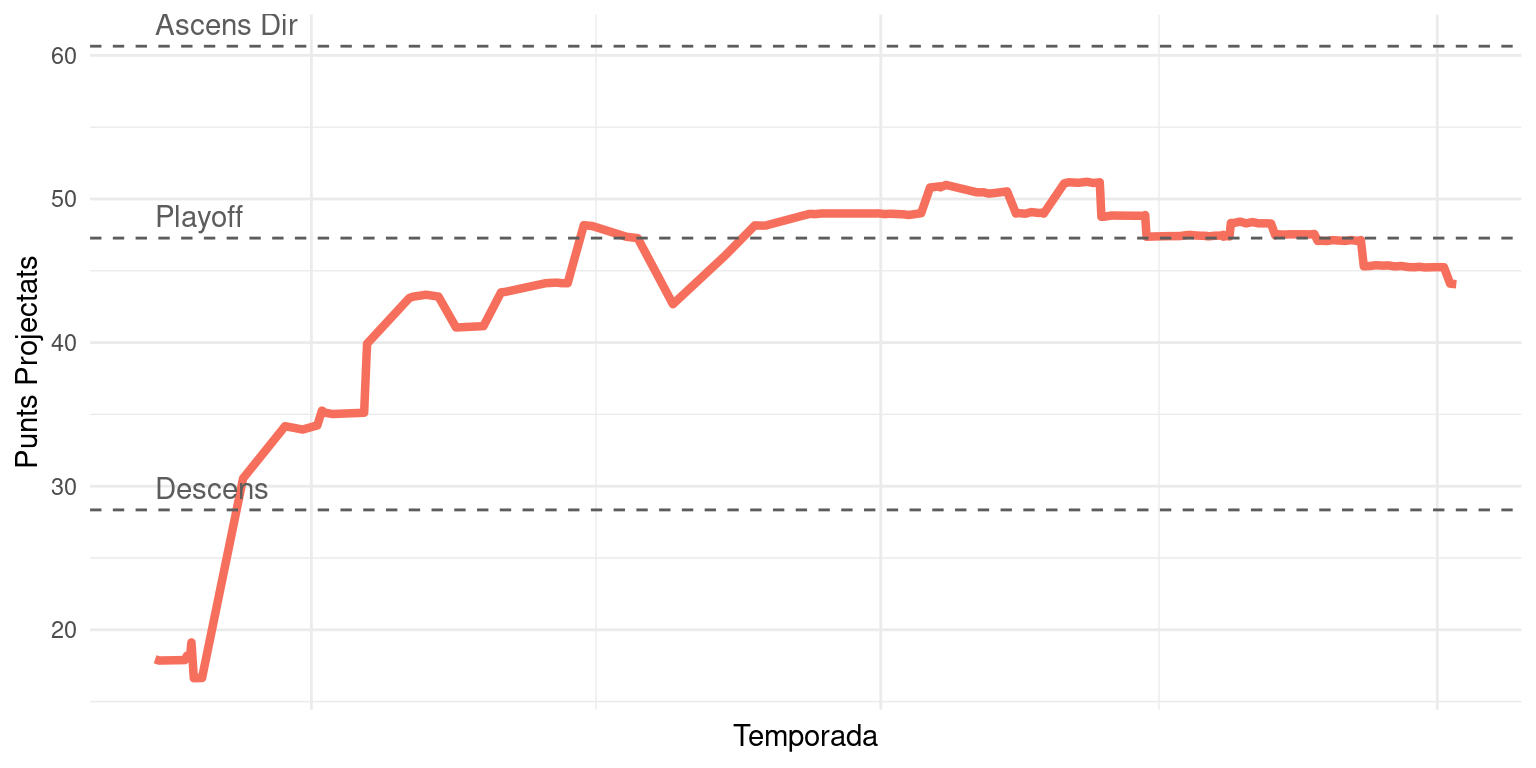 Ascens Dir
60
50
Playoff
Punts Projectats
40
30
Descens
20
Temporada